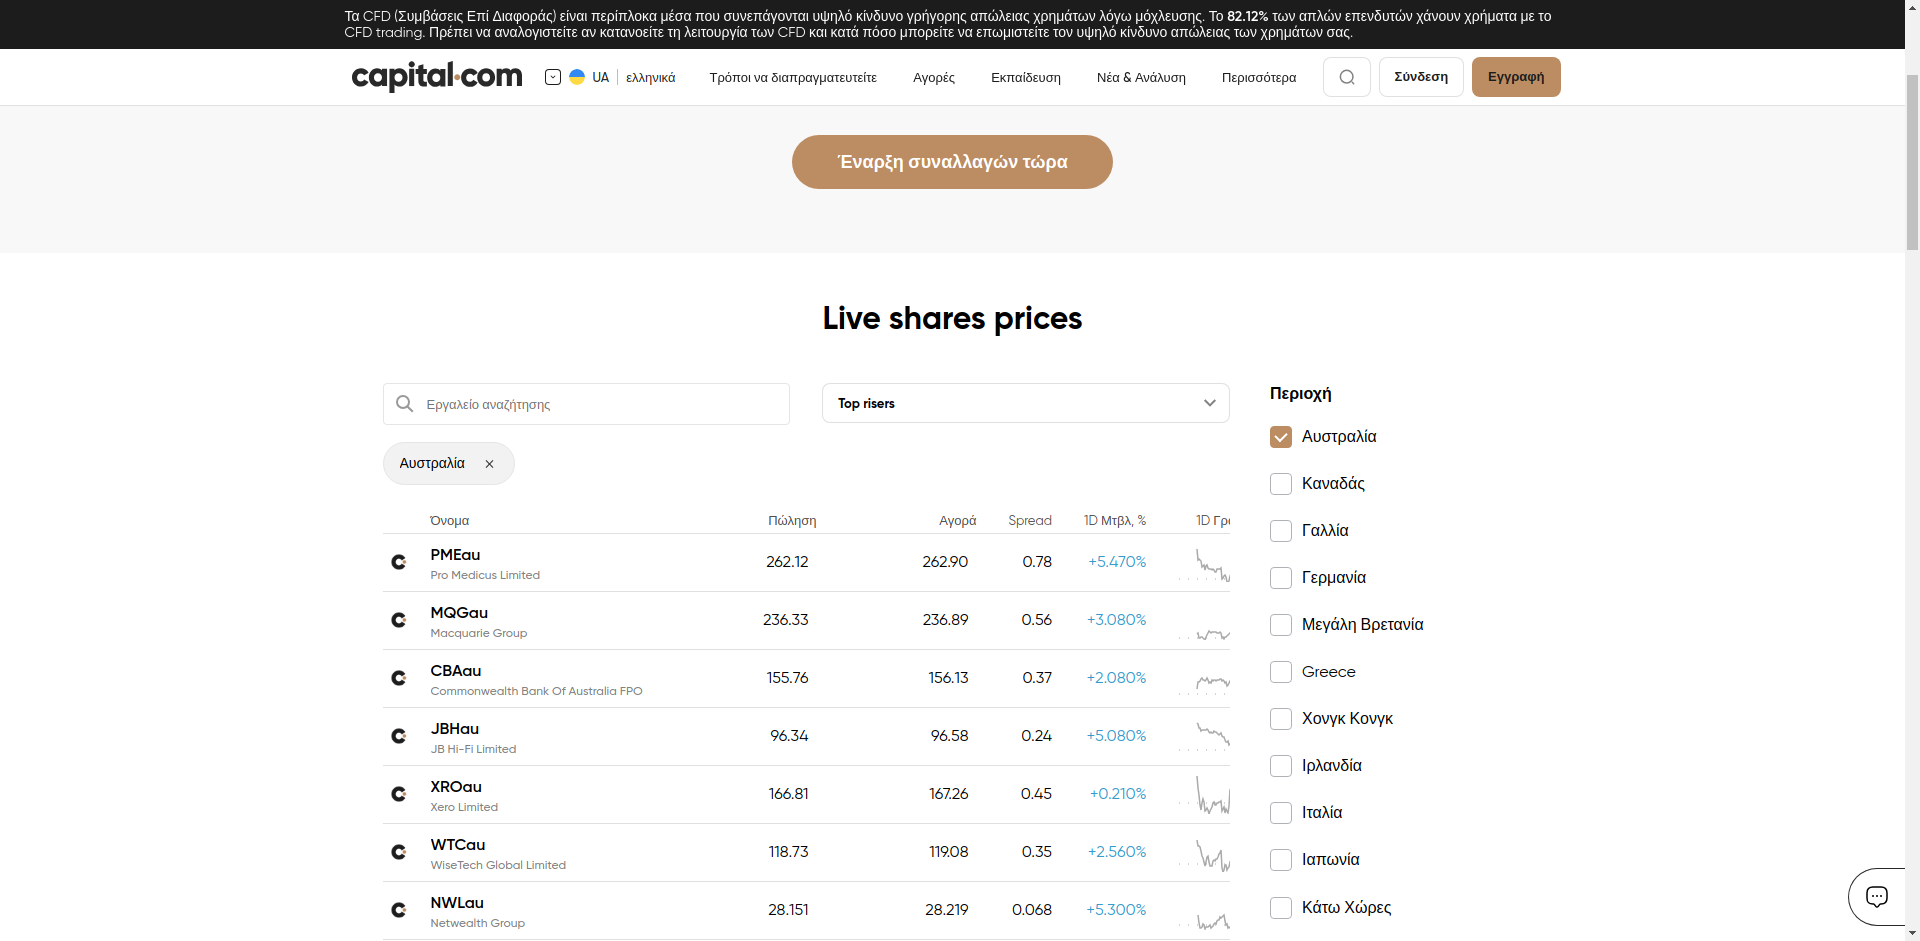 Τα CFD (Συμβάσεις Επί Διαφοράς) είναι περίπλοκα μέσα που συνεπάγονται υψηλό κίνδυνο γρήγορης απώλειας χρημάτων λόγω μόχλευσης. Το 82.12% των απλών επενδυτών χάνουν χρήματα με το
CFD trading. Πρέπει να αναλογιστείτε αν κατανοείτε τη λειτουργία των CFD και κατά πόσο μπορείτε να επωμιστείτε τον υψηλό κίνδυνο απώλειας των χρημάτων σας.
capital.com UA ελληνικά Τρόποι να διαπραγματευτείτε Αγορές Εκπαίδευση Νέα & Ανάλυση Περισσότερα Σύνδεση Εγγραφή
Έναρξη συναλλαγών τώρα
Live shares prices
Εργαλείο αναζήτησης Top risers
Αυστραλία
Όνομα Πώληση Αγορά Spread 1D Μτβλ, % 1D Γρ
PMEau 262.12 262.90 0.78 +5.470%
Pro Medicus Limited
MQGau 236.33 236.89 0.56 +3.080%
Macquarie Group
CBAau 155.76 156.13 0.37 +2.080%
Commonwealth Bank Of Australia FPO
JBHau 96.34 96.58 0.24 +5.080%
JB Hi-Fi Limited
XROau 166.81 167.26 0.45 +0.210%
Xero Limited
WTCau 118.73 119.08 0.35 +2.560%
WiseTech Global Limited
NWLau 28.151 28.219 0.068 +5.300%
Netwealth Group
Περιοχή
Αυστραλία
Καναδάς
Γαλλία
Γερμανία
Μεγάλη Βρετανία
Greece
Χονγκ Κονγκ
Ιρλανδία
Ιταλία
Ιαπωνία
Κάτω Χώρες